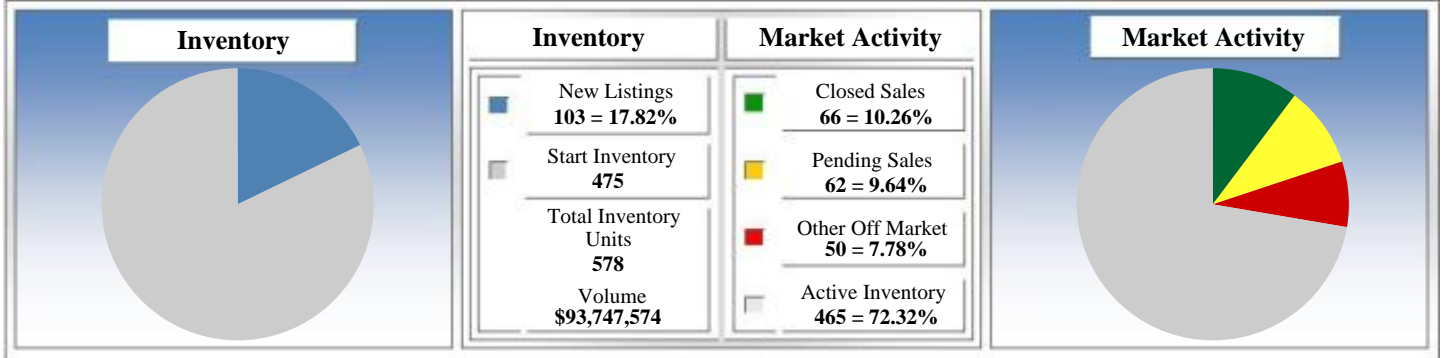 Inventory
Inventory
Market Activity
Market Activity
New Listings
103 = 17.82%
Start Inventory
475
Total Inventory
Units
578
Volume
$93,747,574
Closed Sales
66 = 10.26%
Pending Sales
62 = 9.64%
Other Off Market
50 = 7.78%
Active Inventory
465 = 72.32%